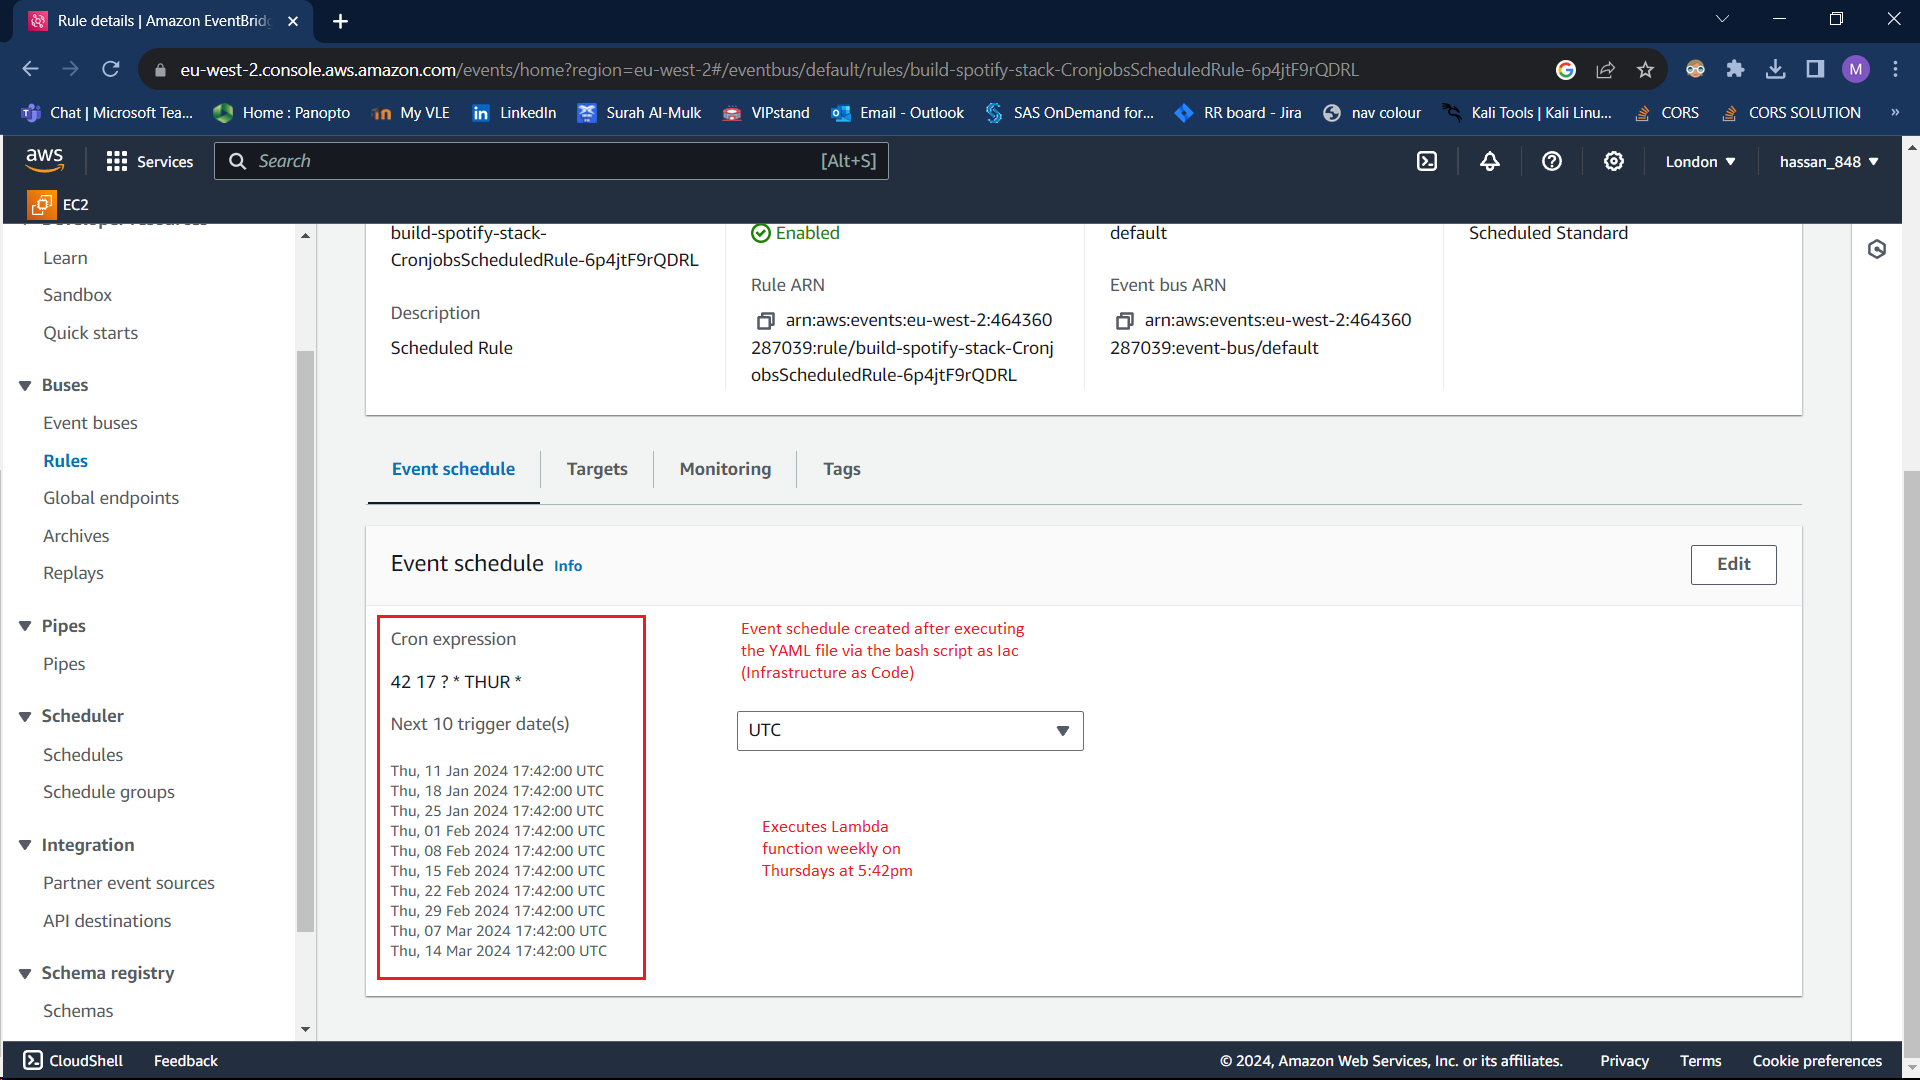 Rule details | Amazon EventBridg
eu-west-2.console.aws.amazon.com/events/home?region=eu-west-2#/eventbus/default/rules/build-spotify-stack-CronjobsScheduledRule-6p4jtF9rQDRL
M
Chat | Microsoft Tea... Home : Panopto My VLE LinkedIn Surah Al-Mulk VIPstand Email - Outlook SAS OnDemand for... RR board - Jira nav colour Kali Tools | Kali Linu... CORS CORS SOLUTION »
aws Services Search [Alt+S] London hassan_848
EC2
Learn
Sandbox
Quick starts
Buses
Event buses
Rules
Global endpoints
Archives
Replays
Pipes
Pipes
Scheduler
Schedules
Schedule groups
Integration
Partner event sources
API destinations
Schema registry
Schemas
build-spotify-stack-
CronjobsScheduledRule-6p4jtF9rQDRL
Description
Scheduled Rule
Enabled
Rule ARN
arn:aws:events:eu-west-2:464360
287039:rule/build-spotify-stack-Cronj
obsScheduledRule-6p4jtF9rQDRL
default
Event bus ARN
arn:aws:events:eu-west-2:464360
287039:event-bus/default
Scheduled Standard
Event schedule Targets Monitoring Tags
Event schedule Info
Edit
Cron expression
42 17 ? * THUR *
Next 10 trigger date(s)
Thu, 11 Jan 2024 17:42:00 UTC
Thu, 18 Jan 2024 17:42:00 UTC
Thu, 25 Jan 2024 17:42:00 UTC
Thu, 01 Feb 2024 17:42:00 UTC
Thu, 08 Feb 2024 17:42:00 UTC
Thu, 15 Feb 2024 17:42:00 UTC
Thu, 22 Feb 2024 17:42:00 UTC
Thu, 29 Feb 2024 17:42:00 UTC
Thu, 07 Mar 2024 17:42:00 UTC
Thu, 14 Mar 2024 17:42:00 UTC
Event schedule created after executing
the YAML file via the bash script as Iac
(Infrastructure as Code)
UTC
Executes Lambda
function weekly on
Thursdays at 5:42pm
CloudShell Feedback © 2024, Amazon Web Services, Inc. or its affiliates. Privacy Terms Cookie preferences